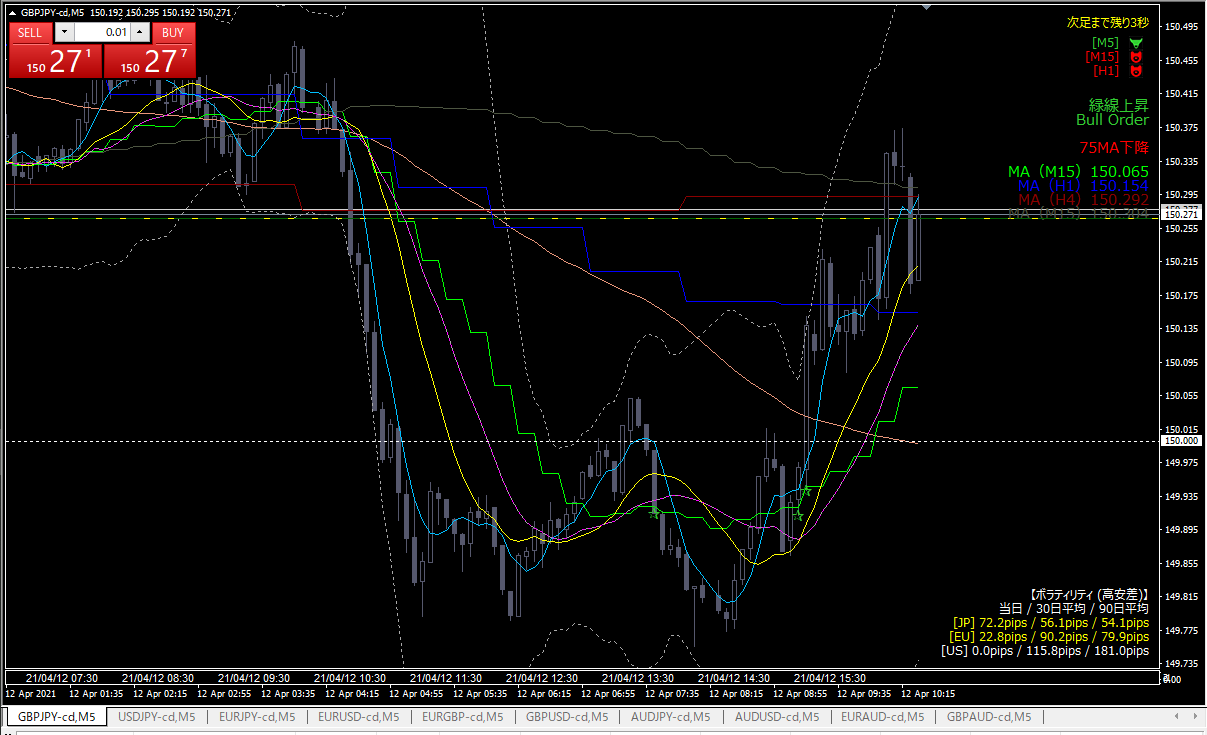 GBPJPY-cd,M5 150.192 150.295 150.192 150.271
SELL 0.01 BUY
150 27 1 150 27 7
次足まで残り3秒
[M5]
[M15]
[H1]
緑線上昇
Bull Order
75MA下降
MA (M15) 150.065
MA (H1) 150.154
MA (H4) 150.292
150.495
150.455
150.415
150.375
150.335
150.295
150.271
150.255
150.215
150.175
150.135
150.095
150.055
150.015
150.000
149.975
149.935
149.895
149.855
149.815
149.775
149.735
【ボラティリティ (高安差)】
当日 / 30日平均 / 90日平均
[JP] 72.2pips / 56.1pips / 54.1pips
[EU] 22.8pips / 90.2pips / 79.9pips
[US] 0.0pips / 115.8pips / 181.0pips
21/04/12 07:30 21/04/12 08:30 21/04/12 09:30 21/04/12 10:30 21/04/12 11:30 21/04/12 12:30 21/04/12 13:30 21/04/12 14:30 21/04/12 15:30
12 Apr 2021 12 Apr 01:35 12 Apr 02:15 12 Apr 02:55 12 Apr 03:35 12 Apr 04:15 12 Apr 04:55 12 Apr 05:35 12 Apr 06:15 12 Apr 06:55 12 Apr 07:35 12 Apr 08:15 12 Apr 08:55 12 Apr 09:35 12 Apr 10:15
GBPJPY-cd,M5 USDJPY-cd,M5 EURJPY-cd,M5 EURUSD-cd,M5 EURGBP-cd,M5 GBPUSD-cd,M5 AUDJPY-cd,M5 AUDUSD-cd,M5 EURAUD-cd,M5 GBPAUD-cd,M5